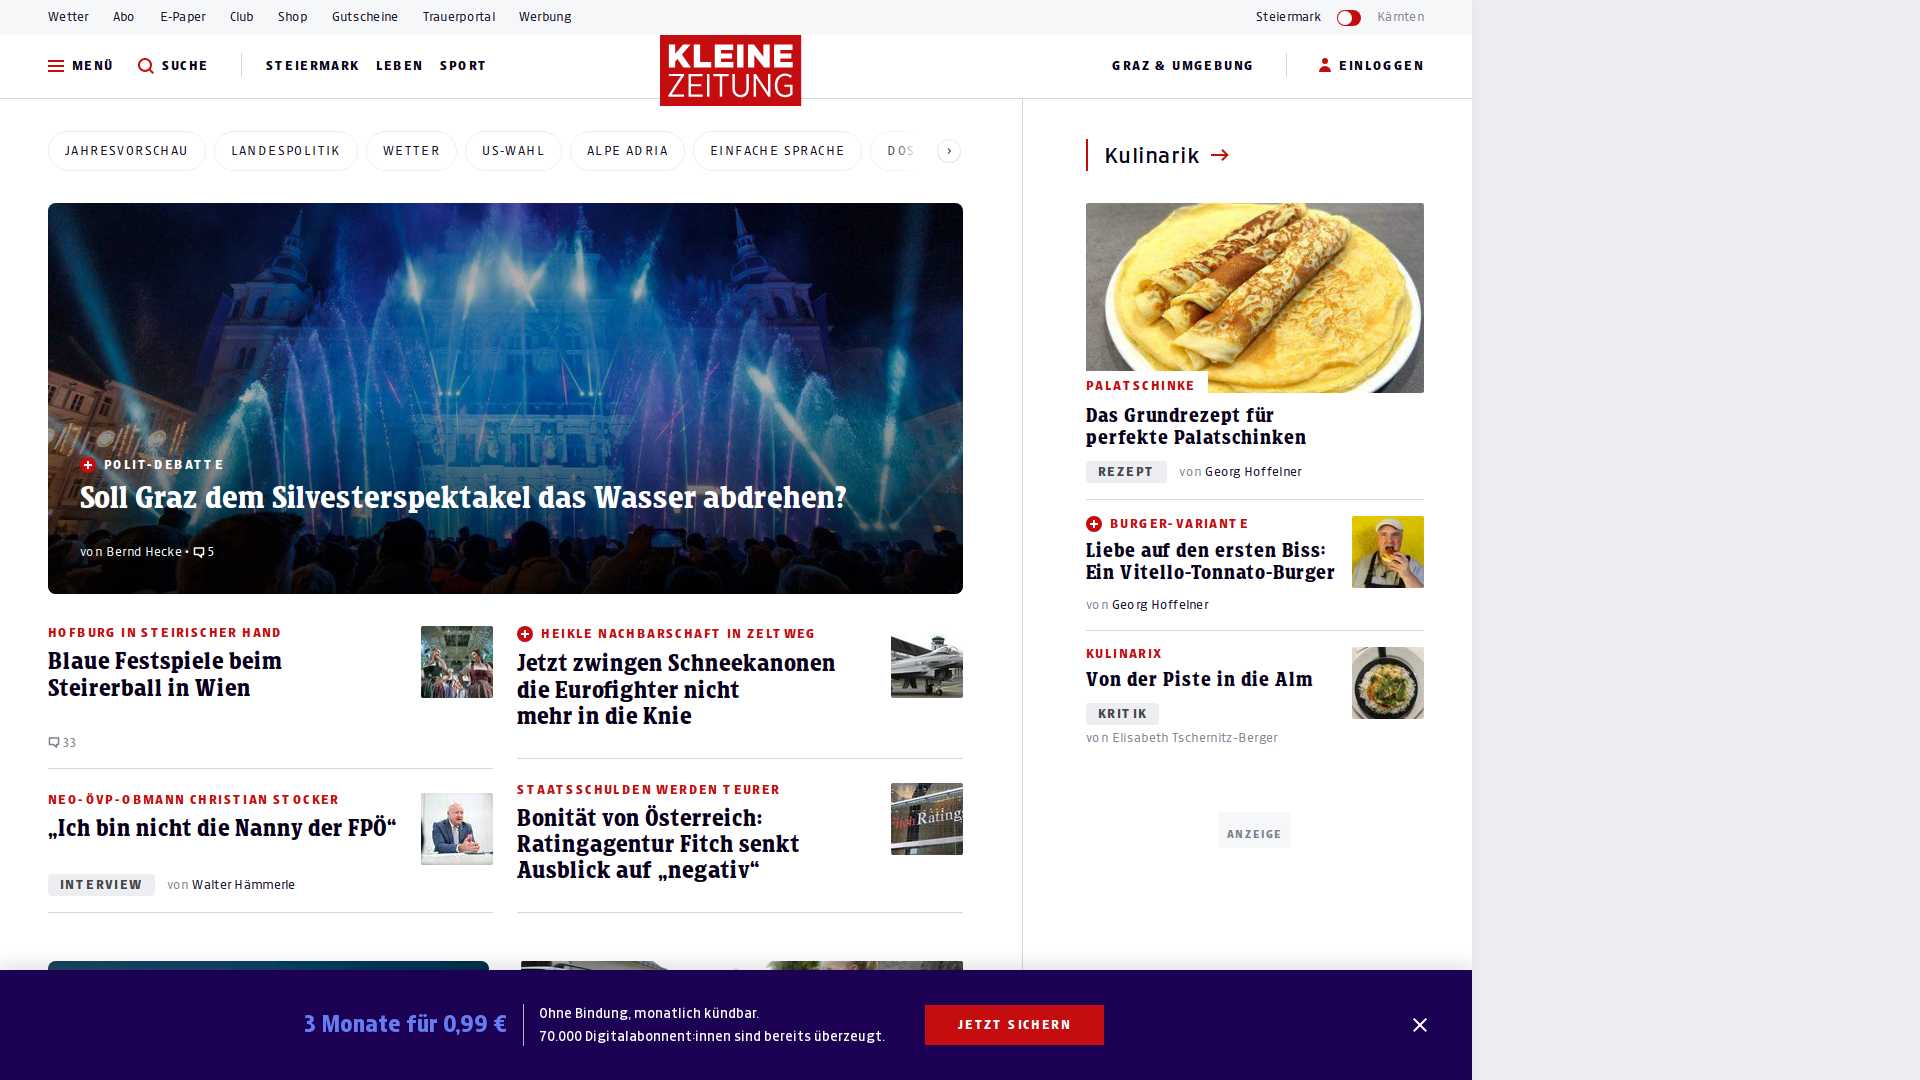 Wetter Abo E-Paper Club Shop Gutscheine Trauerportal Werbung Steiermark Kärnten
MENÜ SUCHE STEIERMARK LEBEN SPORT KLEINE ZEITUNG GRAZ & UMGEBUNG EINLOGGEN
JAHRESVORSCHAU LANDESPOLITIK WETTER US-WAHL ALPE ADRIA EINFACHE SPRACHE DOS
POLIT-DEBATTE
Soll Graz dem Silvesterspektakel das Wasser abdrehen?
von Bernd Hecke • 5
HOFBURG IN STEIRISCHER HAND
Blaue Festspiele beim
Steirerball in Wien
33
HEIKLE NACHBARSCHAFT IN ZELTWEG
Jetzt zwingen Schneekanonen
die Eurofighter nicht
mehr in die Knie
NEO-ÖVP-OBMANN CHRISTIAN STOCKER
„Ich bin nicht die Nanny der FPÖ“
INTERVIEW von Walter Hämmerle
STAATSSCHULDEN WERDEN TEURER
Bonität von Österreich:
Ratingagentur Fitch senkt
Ausblick auf „negativ“
FitchRatings
Kulinarik
PALATSCHINKE
Das Grundrezept für
perfekte Palatschinken
REZEPT von Georg Hoffelner
BURGER-VARIANTE
Liebe auf den ersten Biss:
Ein Vitello-Tonnato-Burger
von Georg Hoffelner
KULINARIX
Von der Piste in die Alm
KRITIK
von Elisabeth Tschernitz-Berger
ANZEIGE
3 Monate für 0,99 €
Ohne Bindung, monatlich kündbar.
70.000 Digitalabonnent:innen sind bereits überzeugt.
JETZT SICHERN